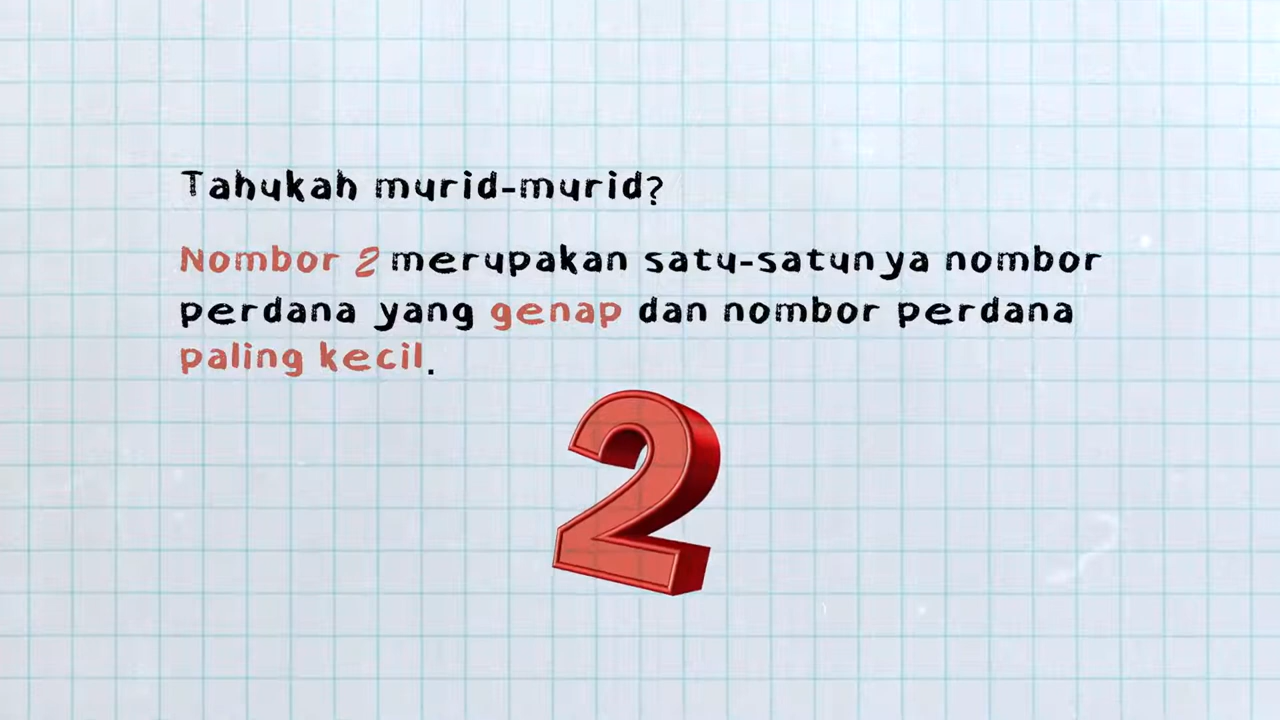 Tahukah murid-murid?
Nombor 2 merupakan satu-satunya nombor
perdana yang genap dan nombor perdana
paling kecil.
2